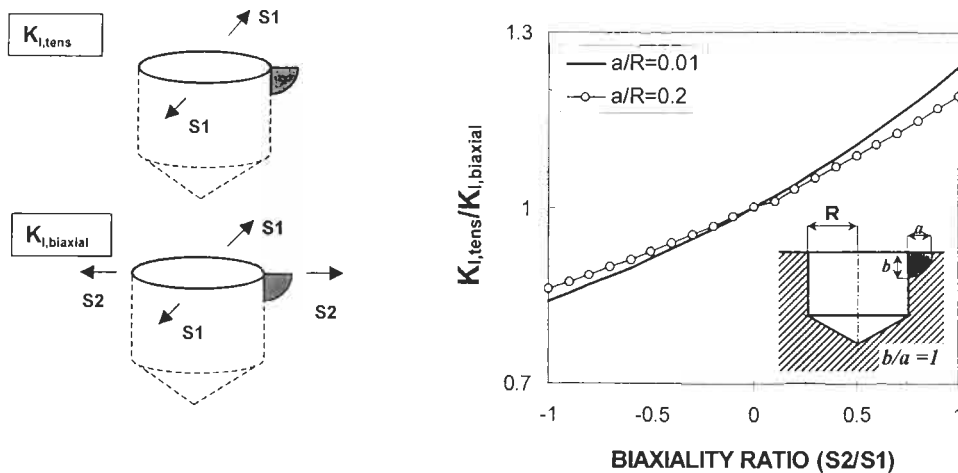 K_I,tens
S1
S1
K_I,biaxial
S1
S2
S1
S2
K_I,tens/K_I,biaxial
1.3
1
0.7
a/R=0.01
a/R=0.2
R
a
b
b/a =1
-1
-0.5
0
0.5
1
BIAXIALITY RATIO (S2/S1)